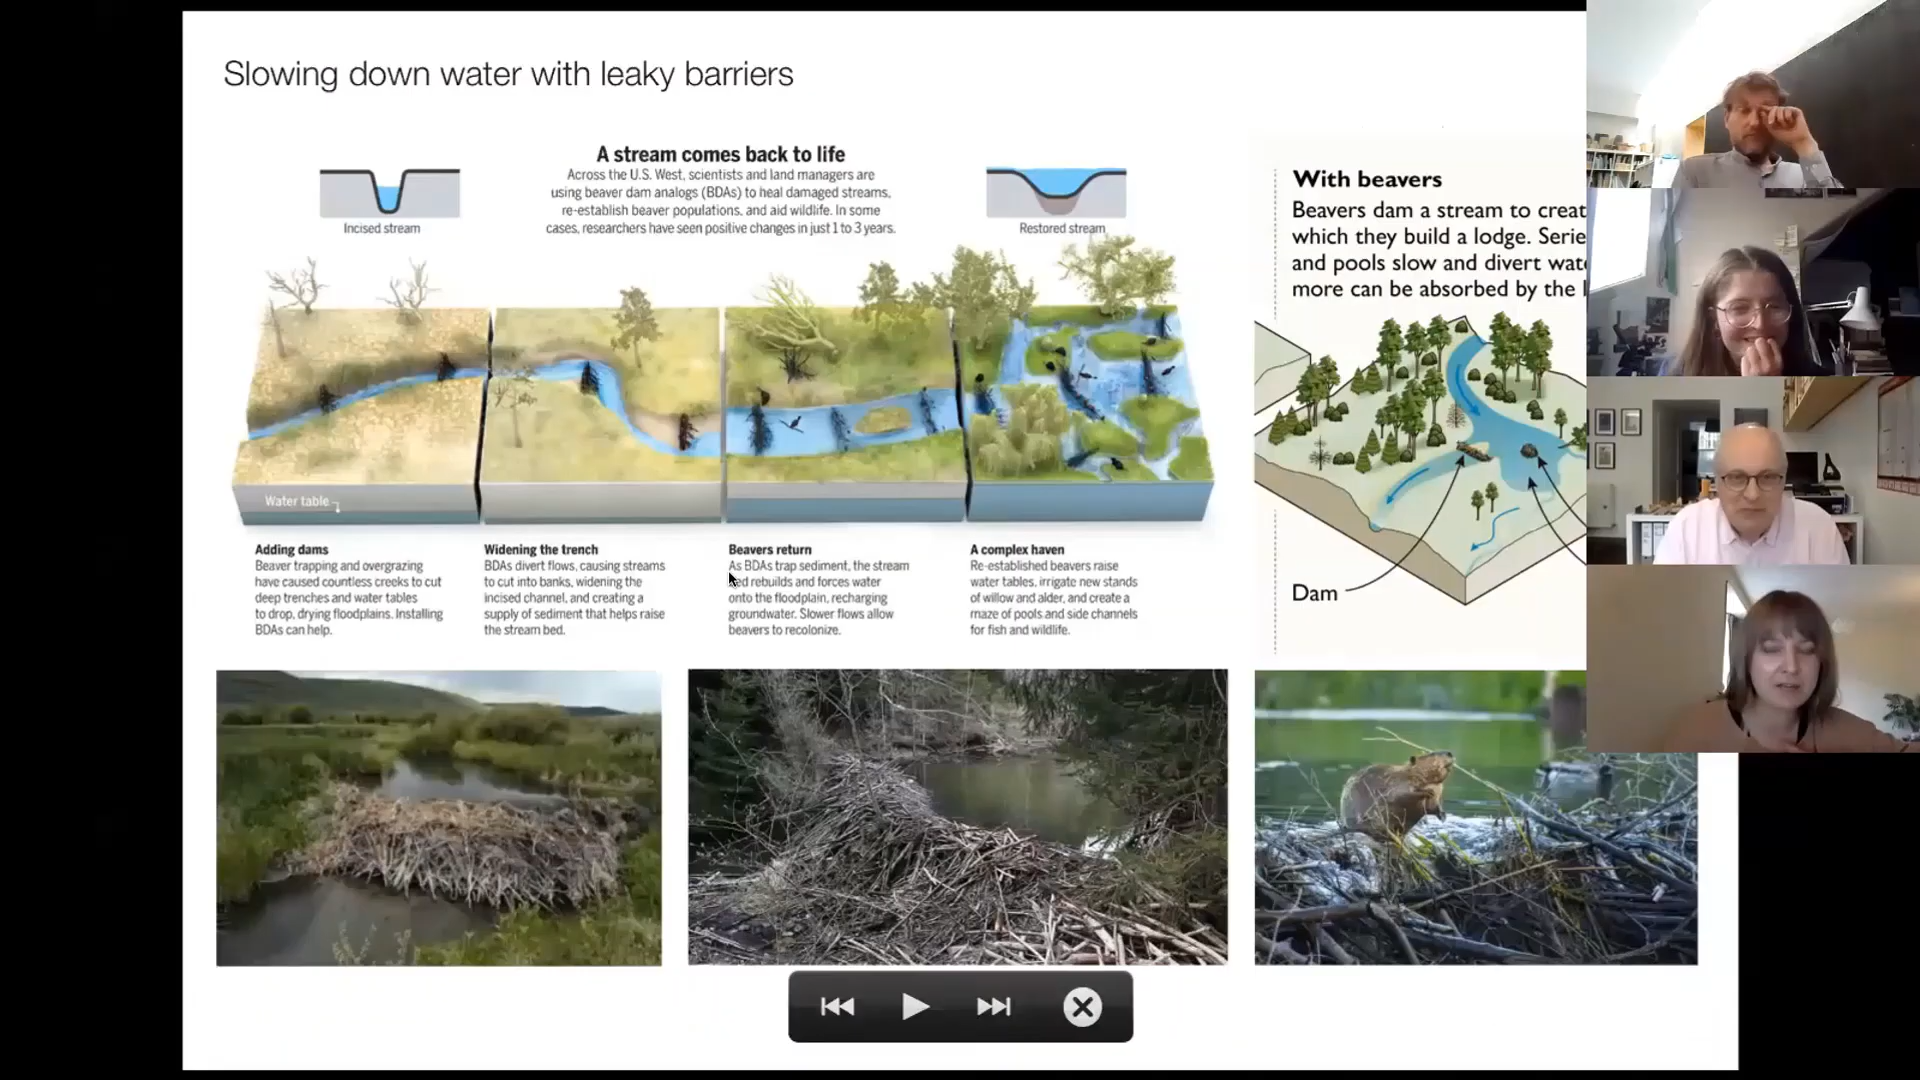 Slowing down water with leaky barriers
A stream comes back to life
Across the U.S. West, scientists and land managers are
using beaver dam analogs (BDAs) to heal damaged streams,
re-establish beaver populations, and aid wildlife. In some
cases, researchers have seen positive changes in just 1 to 3 years.
Incised stream
Restored stream
Water table
Adding dams
Beaver trapping and overgrazing
have caused countless creeks to cut
deep trenches and water tables
to drop, drying floodplains. Installing
BDAs can help.
Widening the trench
BDAs divert flows, causing streams
to cut into banks, widening the
incised channel, and creating a
supply of sediment that helps raise
the stream bed.
Beavers return
As BDAs trap sediment, the stream
rebuilds and forces water
onto the floodplain, recharging
groundwater. Slower flows allow
beavers to recolonize.
A complex haven
Re-established beavers raise
water tables, irrigate new stands
of willow and alder, and create a
maze of pools and side channels
for fish and wildlife.
With beavers
Beavers dam a stream to creat
which they build a lodge. Serie
and pools slow and divert wat
more can be absorbed by the
Dam